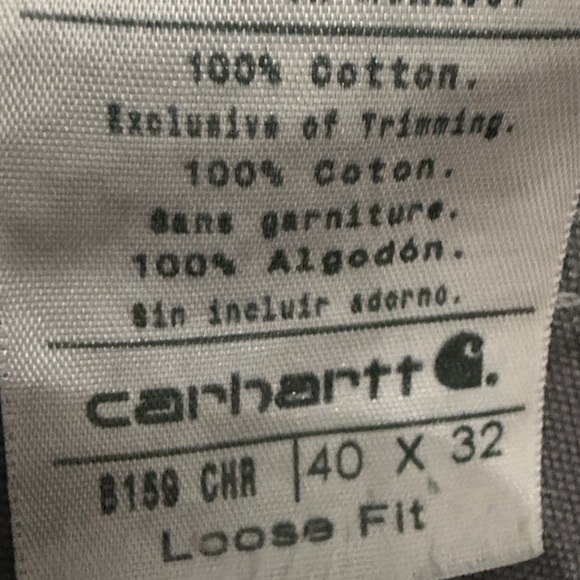 100% Cotton.
Exclusive of Trimming.
100% Coton.
Sans garniture.
100% Algodón.
Sin incluir adorno.
carhartt
B159 CHR 40 X 32
Loose Fit